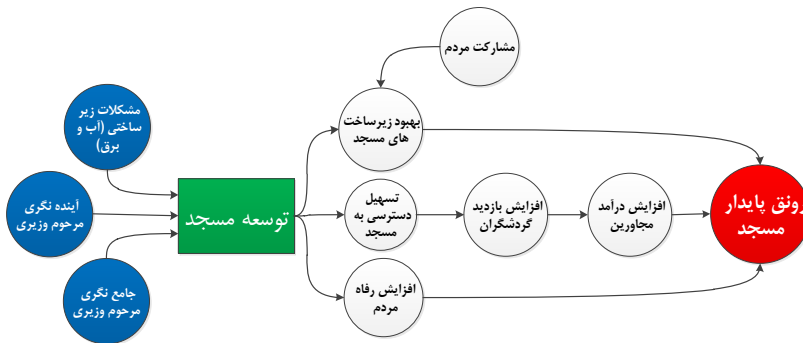 مشارکت مردم
مشکلات زیر
ساختی (آب و
برق)
بهبود زیرساخت
های مسجد
آینده نگری
مرحوم وزیری
توسعه مسجد
تسهیل
دسترسی به
مسجد
افزایش بازدید
گردشگران
افزایش درآمد
مجاورین
رونق پایدار
مسجد
جامع نگری
مرحوم وزیری
افزایش رفاه
مردم